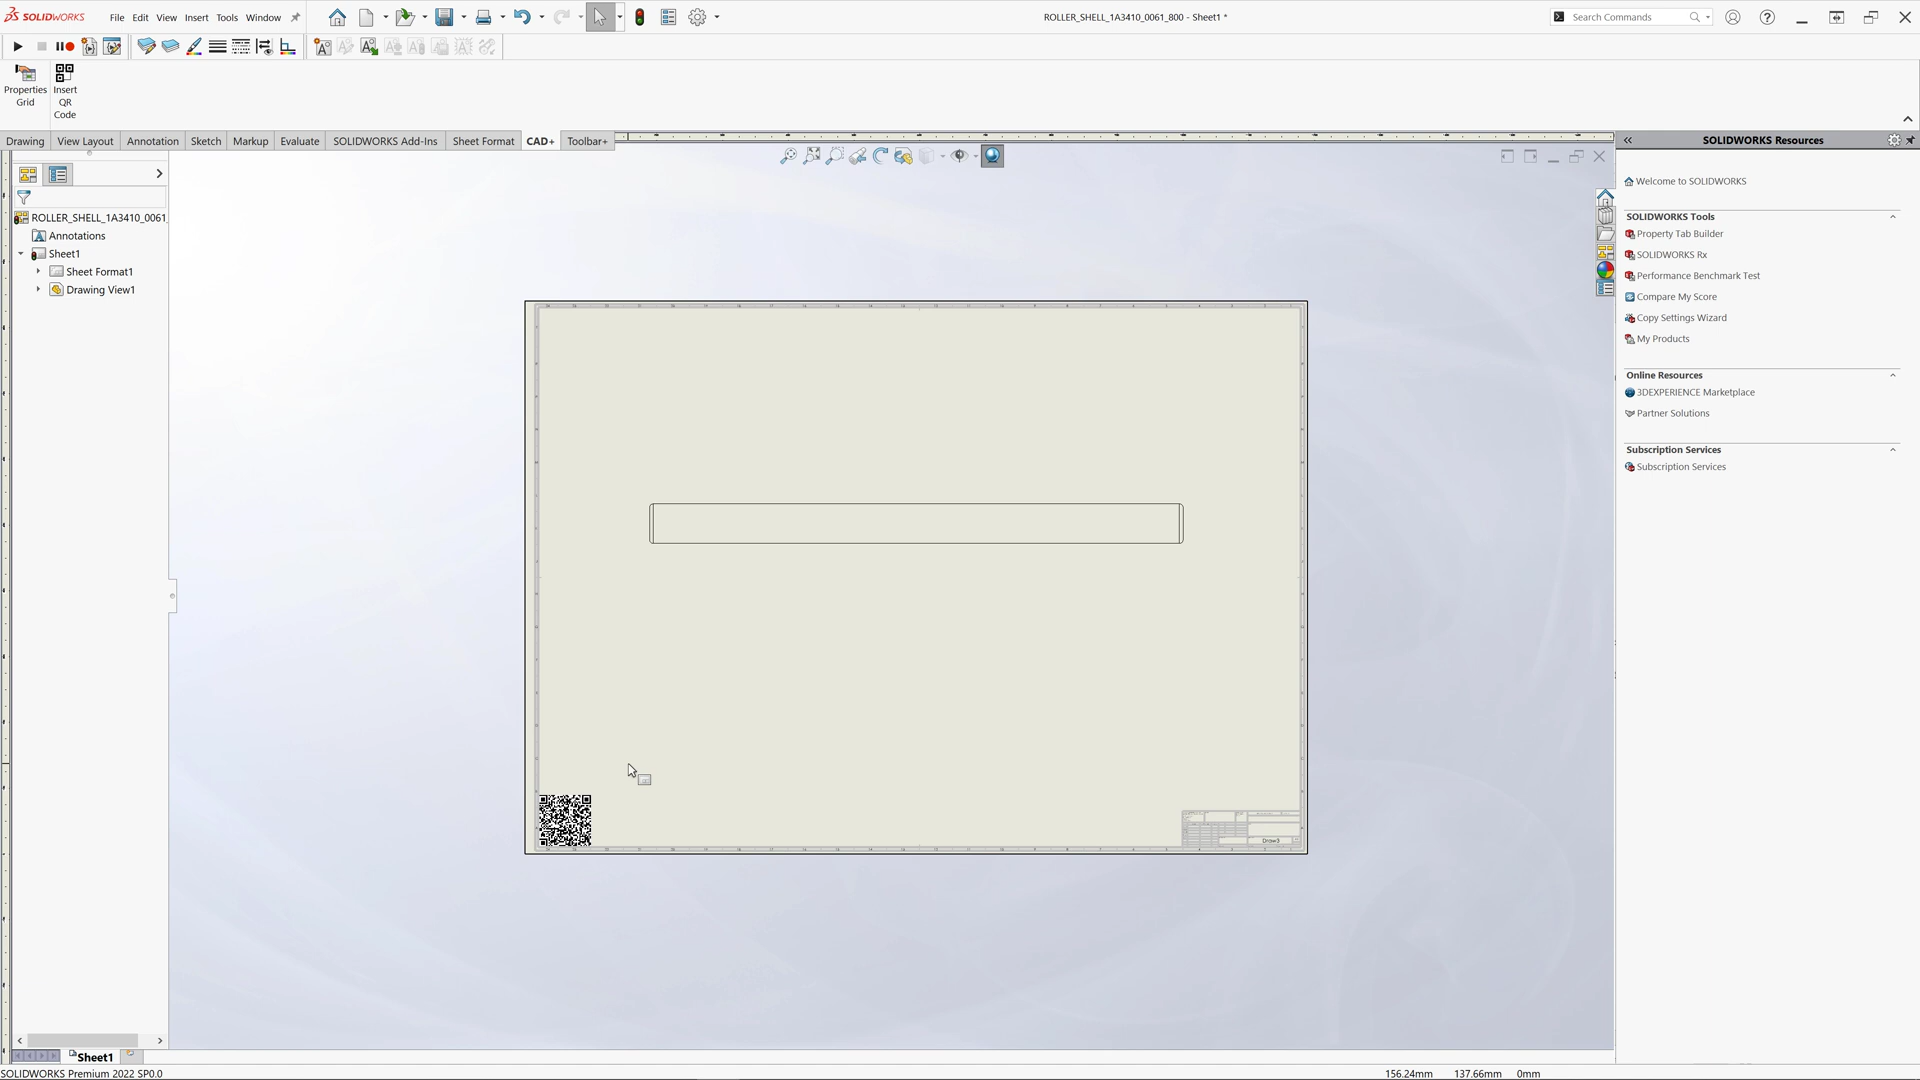 SOLIDWORKS File Edit View Insert Tools Window ROLLER_SHELL_1A3410_0061_800 - Sheet1 * Search Commands
Properties Grid
Insert QR Code
Drawing View Layout Annotation Sketch Markup Evaluate SOLIDWORKS Add-Ins Sheet Format CAD+ Toolbar+
ROLLER_SHELL_1A3410_0061_
Annotations
Sheet1
Sheet Format1
Drawing View1
Draw3
SOLIDWORKS Resources
Welcome to SOLIDWORKS
SOLIDWORKS Tools
Property Tab Builder
SOLIDWORKS Rx
Performance Benchmark Test
Compare My Score
Copy Settings Wizard
My Products
Online Resources
3DEXPERIENCE Marketplace
Partner Solutions
Subscription Services
Subscription Services
Sheet1
SOLIDWORKS Premium 2022 SP0.0 156.24mm 137.66mm 0mm